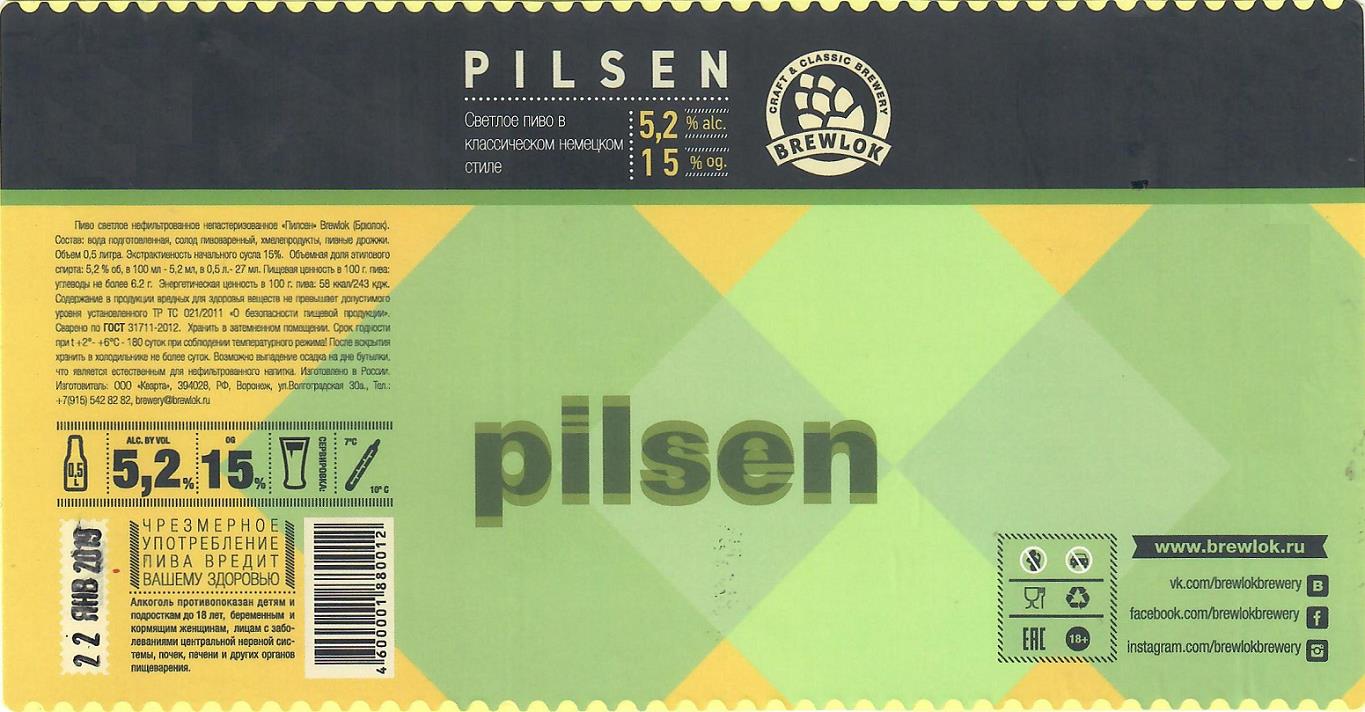 PILSEN
Светлое пиво в
классическом немецком
стиле
5,2 % alc.
15 % og.
CRAFT & CLASSIC BREWERY
BREWLOK
Пиво светлое нефильтрованное непастеризованное «Пилсен» Brewlok (Брюлок).
Состав: вода подготовленная, солод пивоваренный, хмелепродукты, пивные дрожжи.
Объем 0,5 литра. Экстрактивность начального сусла 15%. Объемная доля этилового
спирта: 5,2 % об, в 100 мл - 5,2 мл, в 0,5 л.- 27 мл. Пищевая ценность в 100 г. пива:
углеводы не более 6.2 г. Энергетическая ценность в 100 г. пива: 58 ккал/243 кдж.
Содержание в продукции вредных для здоровья веществ не превышает допустимого
уровня установленного ТР ТС 021/2011 «О безопасности пищевой продукции».
Сварено по ГОСТ 31711-2012. Хранить в затемненном помещении. Срок годности
при t +2°- +6°С - 180 суток при соблюдении температурного режима! После вскрытия
хранить в холодильнике не более суток. Возможно выпадение осадка на дне бутылки,
что является естественным для нефильтрованного напитка. Изготовлено в России.
Изготовитель: ООО «Кварта», 394028, РФ, Воронеж, ул.Волгоградская 30а., Тел.:
+7(915) 542 82 82, brewery@brewlok.ru
0,5 L
ALC. BY VOL
5,2%
OG
15%
СЕРВИРОВКА:
7°C
10°C
22 ЯНВ 2019
ЧРЕЗМЕРНОЕ
УПОТРЕБЛЕНИЕ
ПИВА ВРЕДИТ
ВАШЕМУ ЗДОРОВЬЮ
Алкоголь противопоказан детям и
подросткам до 18 лет, беременным и
кормящим женщинам, лицам с забо-
леваниями центральной нервной сис-
темы, почек, печени и других органов
пищеварения.
4 600001 880012
pilsen
EAC
18+
www.brewlok.ru
vk.com/brewlokbrewery
facebook.com/brewlokbrewery
instagram.com/brewlokbrewery